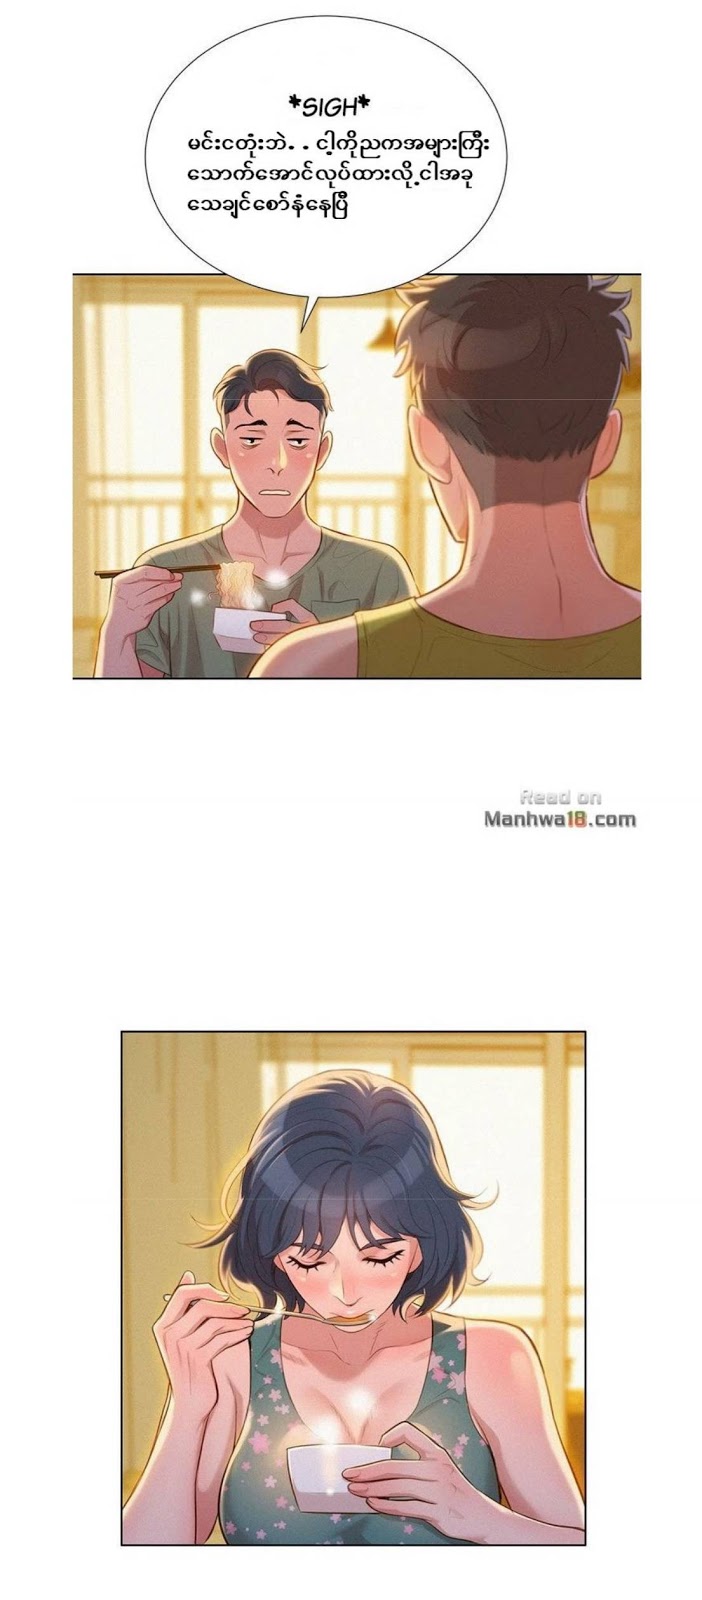 *SIGH*
မင်းငတုံးဘဲ. . ငါ့ကိုညကအများကြီး
သောက်အောင်လုပ်ထားလို့ငါအခု
သေချင်စော်နံနေပြီ
Read on
Manhwa18.com